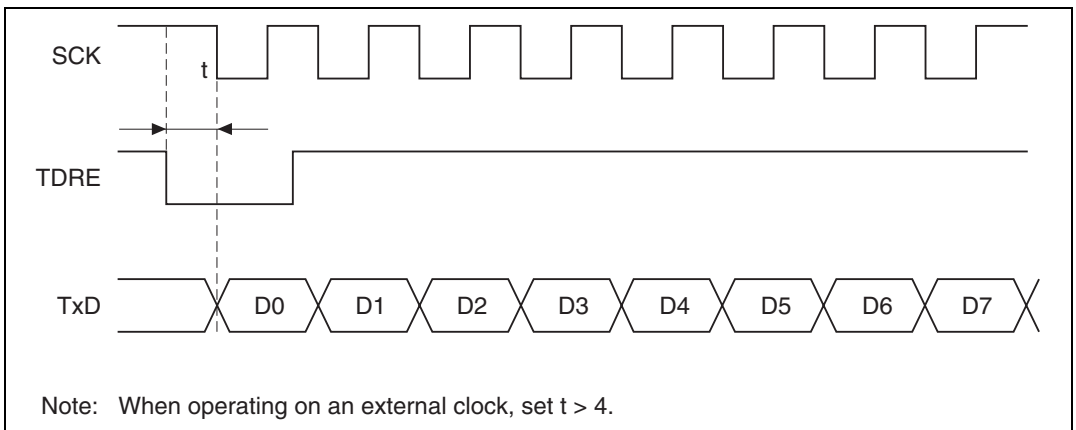 SCK
t
TDRE
TxD D0 D1 D2 D3 D4 D5 D6 D7
Note: When operating on an external clock, set t > 4.